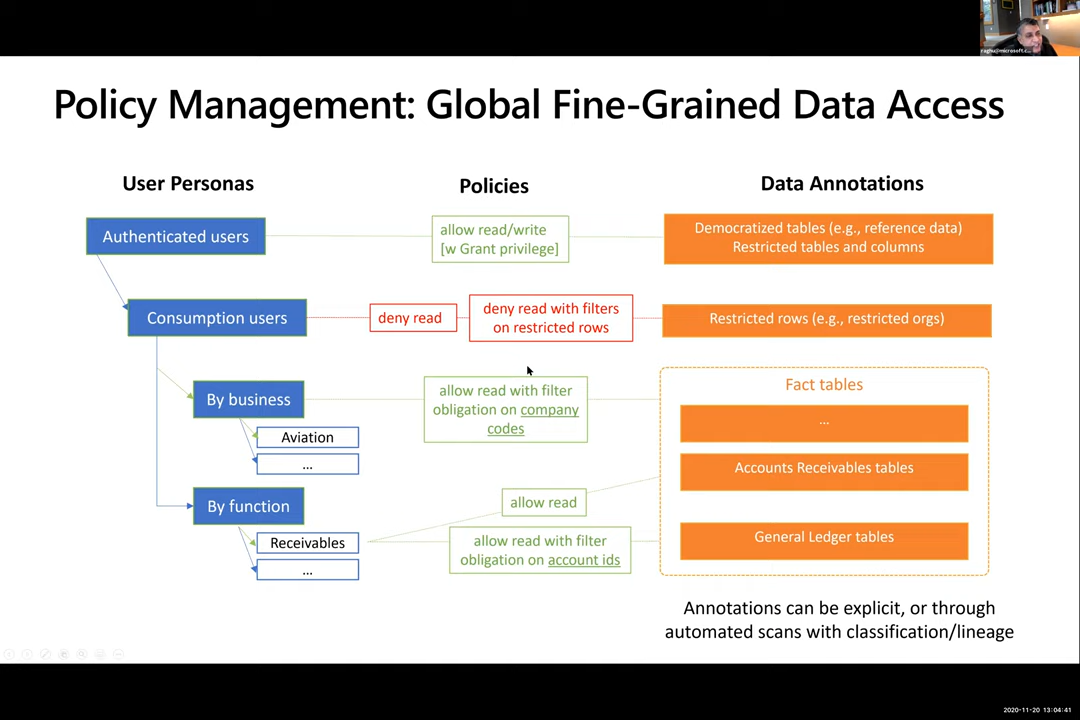 Policy Management: Global Fine-Grained Data Access
User Personas
Policies
Data Annotations
Authenticated users
allow read/write
[w Grant privilege]
Democratized tables (e.g., reference data)
Restricted tables and columns
Consumption users
deny read
deny read with filters
on restricted rows
Restricted rows (e.g., restricted orgs)
By business
Aviation
...
allow read with filter
obligation on company
codes
Fact tables
...
Accounts Receivables tables
General Ledger tables
By function
Receivables
...
allow read
allow read with filter
obligation on account ids
Annotations can be explicit, or through
automated scans with classification/lineage
2020-11-20 13:04:41